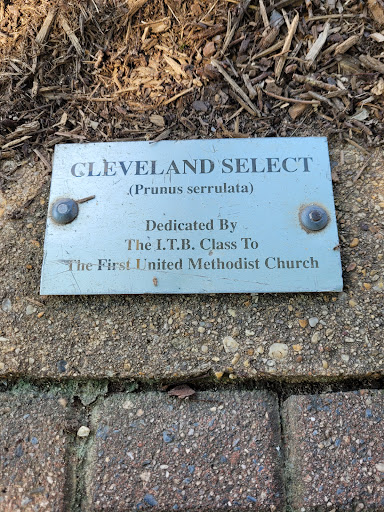 CLEVELAND SELECT
(Prunus serrulata)
Dedicated By
The I.T.B. Class To
The First United Methodist Church